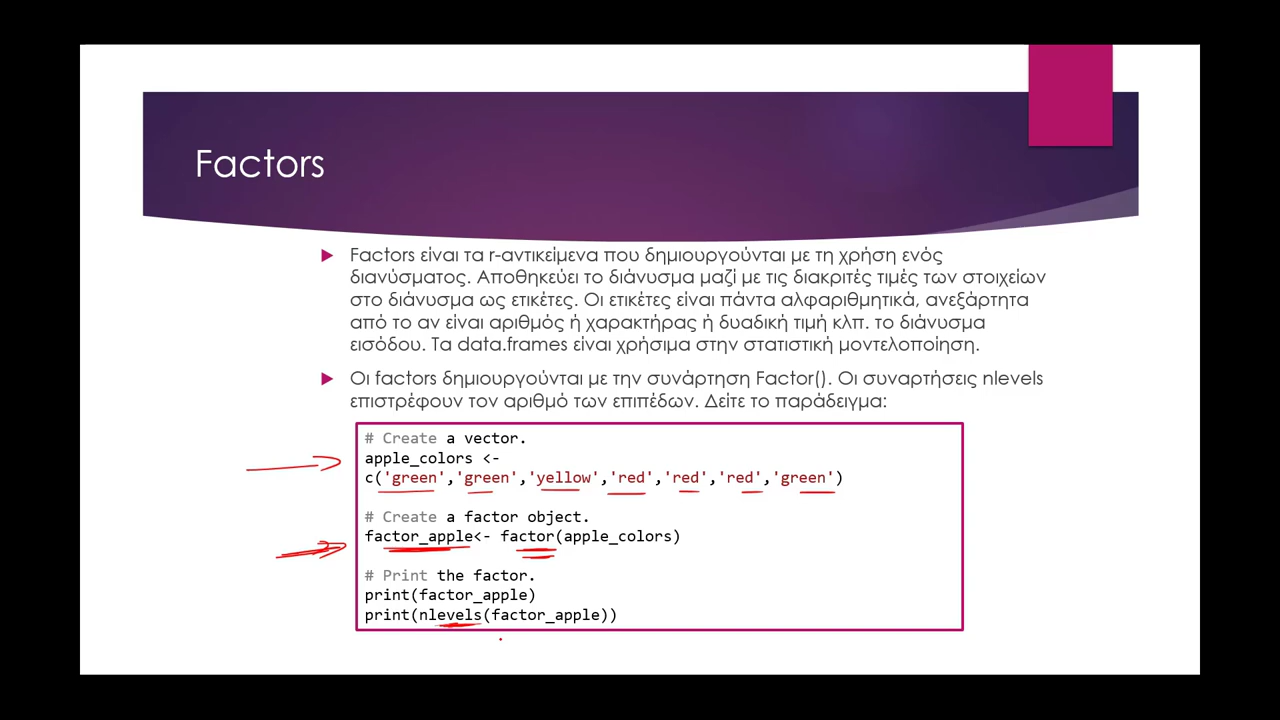 Factors
Factors είναι τα r-αντικείμενα που δημιουργούνται με τη χρήση ενός
διανύσματος. Αποθηκεύει το διάνυσμα μαζί με τις διακριτές τιμές των στοιχείων
στο διάνυσμα ως ετικέτες. Οι ετικέτες είναι πάντα αλφαριθμητικά, ανεξάρτητα
από το αν είναι αριθμός ή χαρακτήρας ή δυαδική τιμή κλπ. το διάνυσμα
εισόδου. Τα data.frames είναι χρήσιμα στην στατιστική μοντελοποίηση.
Οι factors δημιουργούνται με την συνάρτηση Factor(). Οι συναρτήσεις nlevels
επιστρέφουν τον αριθμό των επιπέδων. Δείτε το παράδειγμα:
# Create a vector.
apple_colors <-
c('green','green','yellow','red','red','red','green')
# Create a factor object.
factor_apple<- factor(apple_colors)
# Print the factor.
print(factor_apple)
print(nlevels(factor_apple))